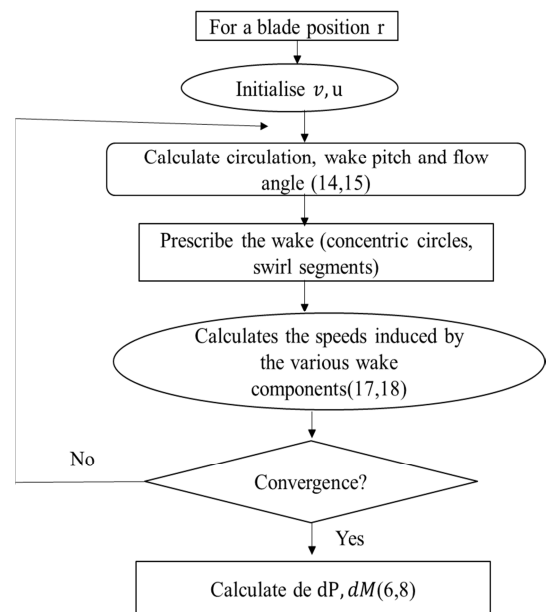 For a blade position r
Initialise v,u
Calculate circulation, wake pitch and flow
angle (14,15)
Prescribe the wake (concentric circles,
swirl segments)
Calculates the speeds induced by
the various wake
components(17,18)
No
Convergence?
Yes
Calculate de dP, dM(6,8)